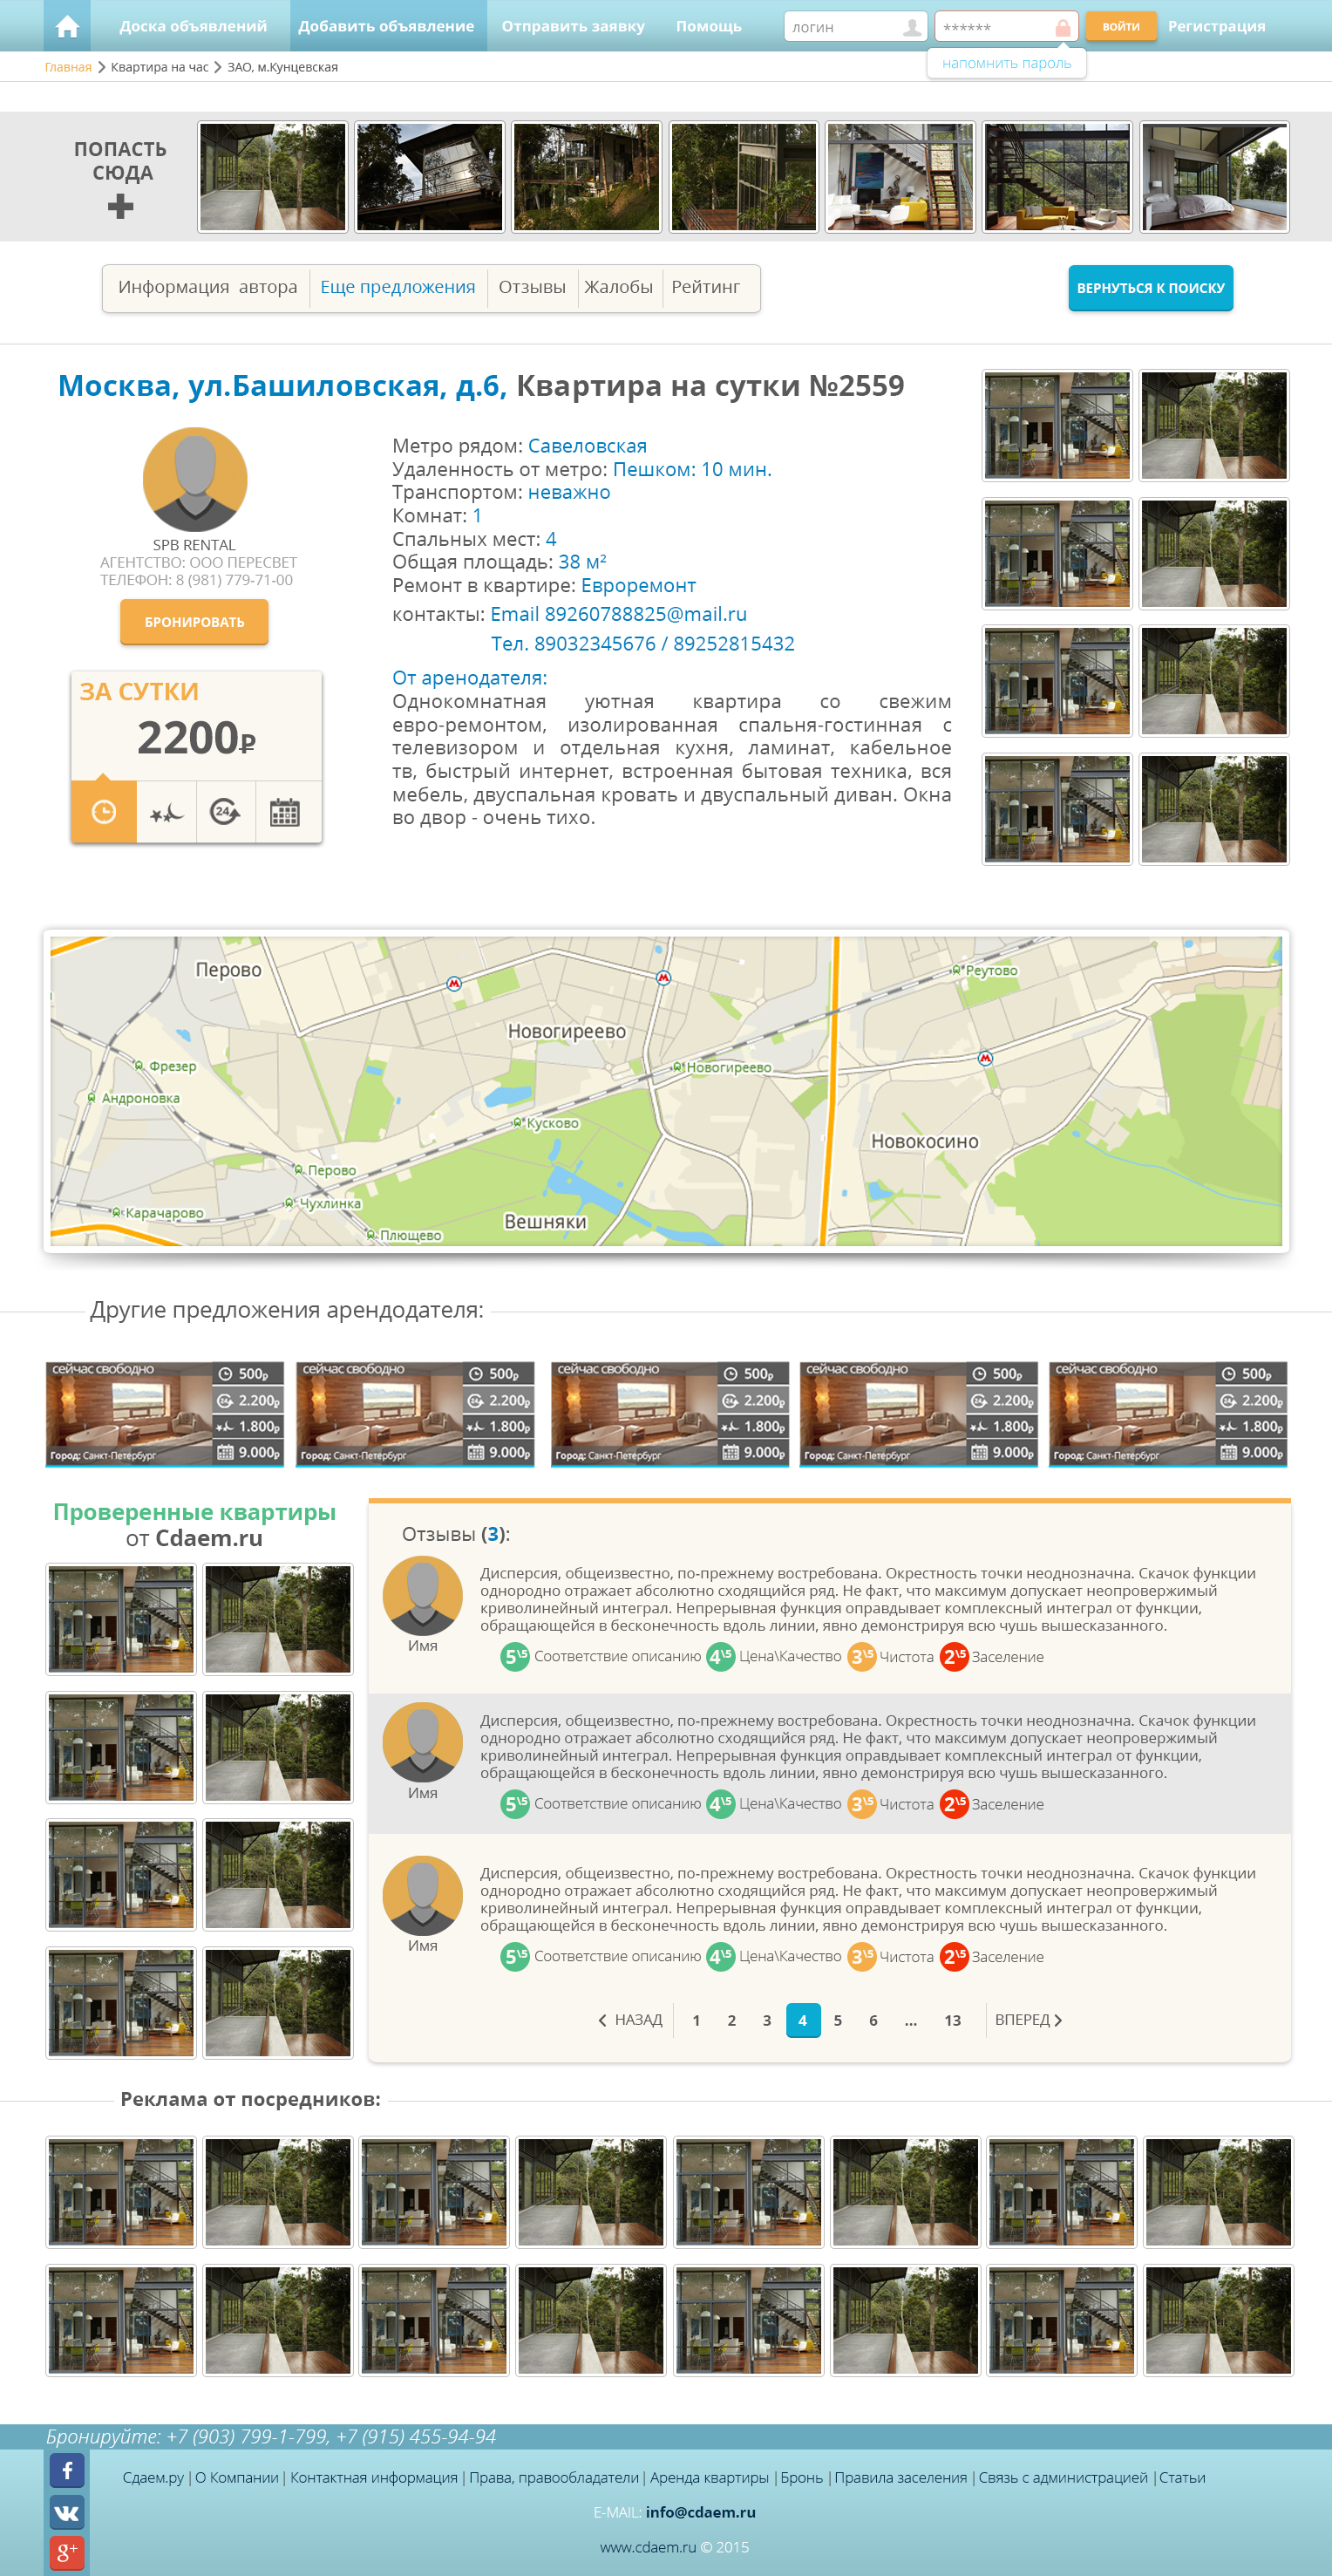 Доска объявлений Добавить объявление Отправить заявку Помощь логин ****** ВОЙТИ Регистрация
напомнить пароль
Главная Квартира на час ЗАО, м.Кунцевская
ПОПАСТЬ
СЮДА
Информация автора Еще предложения Отзывы Жалобы Рейтинг
ВЕРНУТЬСЯ К ПОИСКУ
Москва, ул.Башиловская, д.6, Квартира на сутки №2559
SPB RENTAL
АГЕНТСТВО: ООО ПЕРЕСВЕТ
ТЕЛЕФОН: 8 (981) 779-71-00
БРОНИРОВАТЬ
ЗА СУТКИ
2200₽
24
Метро рядом: Савеловская
Удаленность от метро: Пешком: 10 мин.
Транспортом: неважно
Комнат: 1
Спальных мест: 4
Общая площадь: 38 м²
Ремонт в квартире: Евроремонт
контакты: Email 89260788825@mail.ru
Тел. 89032345676 / 89252815432
От аренодателя:
Однокомнатная уютная квартира со свежим
евро-ремонтом, изолированная спальня-гостинная с
телевизором и отдельная кухня, ламинат, кабельное
тв, быстрый интернет, встроенная бытовая техника, вся
мебель, двуспальная кровать и двуспальный диван. Окна
во двор - очень тихо.
Перово
Реутово
Новогиреево
Фрезер
Новогиреево
Андроновка
Кусково
Новокосино
Перово
Чухлинка
Карачарово
Вешняки
Плющево
Другие предложения арендодателя:
сейчас свободно 500₽
24 2.200₽
1.800₽
Город: Санкт-Петербург 9.000₽
сейчас свободно 500₽
24 2.200₽
1.800₽
Город: Санкт-Петербург 9.000₽
сейчас свободно 500₽
24 2.200₽
1.800₽
Город: Санкт-Петербург 9.000₽
сейчас свободно 500₽
24 2.200₽
1.800₽
Город: Санкт-Петербург 9.000₽
сейчас свободно 500₽
24 2.200₽
1.800₽
Город: Санкт-Петербург 9.000₽
Проверенные квартиры
от Cdaem.ru
Отзывы (3):
Дисперсия, общеизвестно, по-прежнему востребована. Окрестность точки неоднозначна. Скачок функции
однородно отражает абсолютно сходящийся ряд. Не факт, что максимум допускает неопровержимый
криволинейный интеграл. Непрерывная функция оправдывает комплексный интеграл от функции,
обращающейся в бесконечность вдоль линии, явно демонстрируя всю чушь вышесказанного.
Имя
5\5 Соответствие описанию 4\5 Цена\Качество 3\5 Чистота 2\5 Заселение
Дисперсия, общеизвестно, по-прежнему востребована. Окрестность точки неоднозначна. Скачок функции
однородно отражает абсолютно сходящийся ряд. Не факт, что максимум допускает неопровержимый
криволинейный интеграл. Непрерывная функция оправдывает комплексный интеграл от функции,
обращающейся в бесконечность вдоль линии, явно демонстрируя всю чушь вышесказанного.
Имя
5\5 Соответствие описанию 4\5 Цена\Качество 3\5 Чистота 2\5 Заселение
Дисперсия, общеизвестно, по-прежнему востребована. Окрестность точки неоднозначна. Скачок функции
однородно отражает абсолютно сходящийся ряд. Не факт, что максимум допускает неопровержимый
криволинейный интеграл. Непрерывная функция оправдывает комплексный интеграл от функции,
обращающейся в бесконечность вдоль линии, явно демонстрируя всю чушь вышесказанного.
Имя
5\5 Соответствие описанию 4\5 Цена\Качество 3\5 Чистота 2\5 Заселение
НАЗАД 1 2 3 4 5 6 ... 13 ВПЕРЕД
Реклама от посредников:
Бронируйте: +7 (903) 799-1-799, +7 (915) 455-94-94
Сдаем.ру | О Компании | Контактная информация | Права, правообладатели | Аренда квартиры | Бронь | Правила заселения | Связь с администрацией | Статьи
E-MAIL: info@cdaem.ru
www.cdaem.ru © 2015